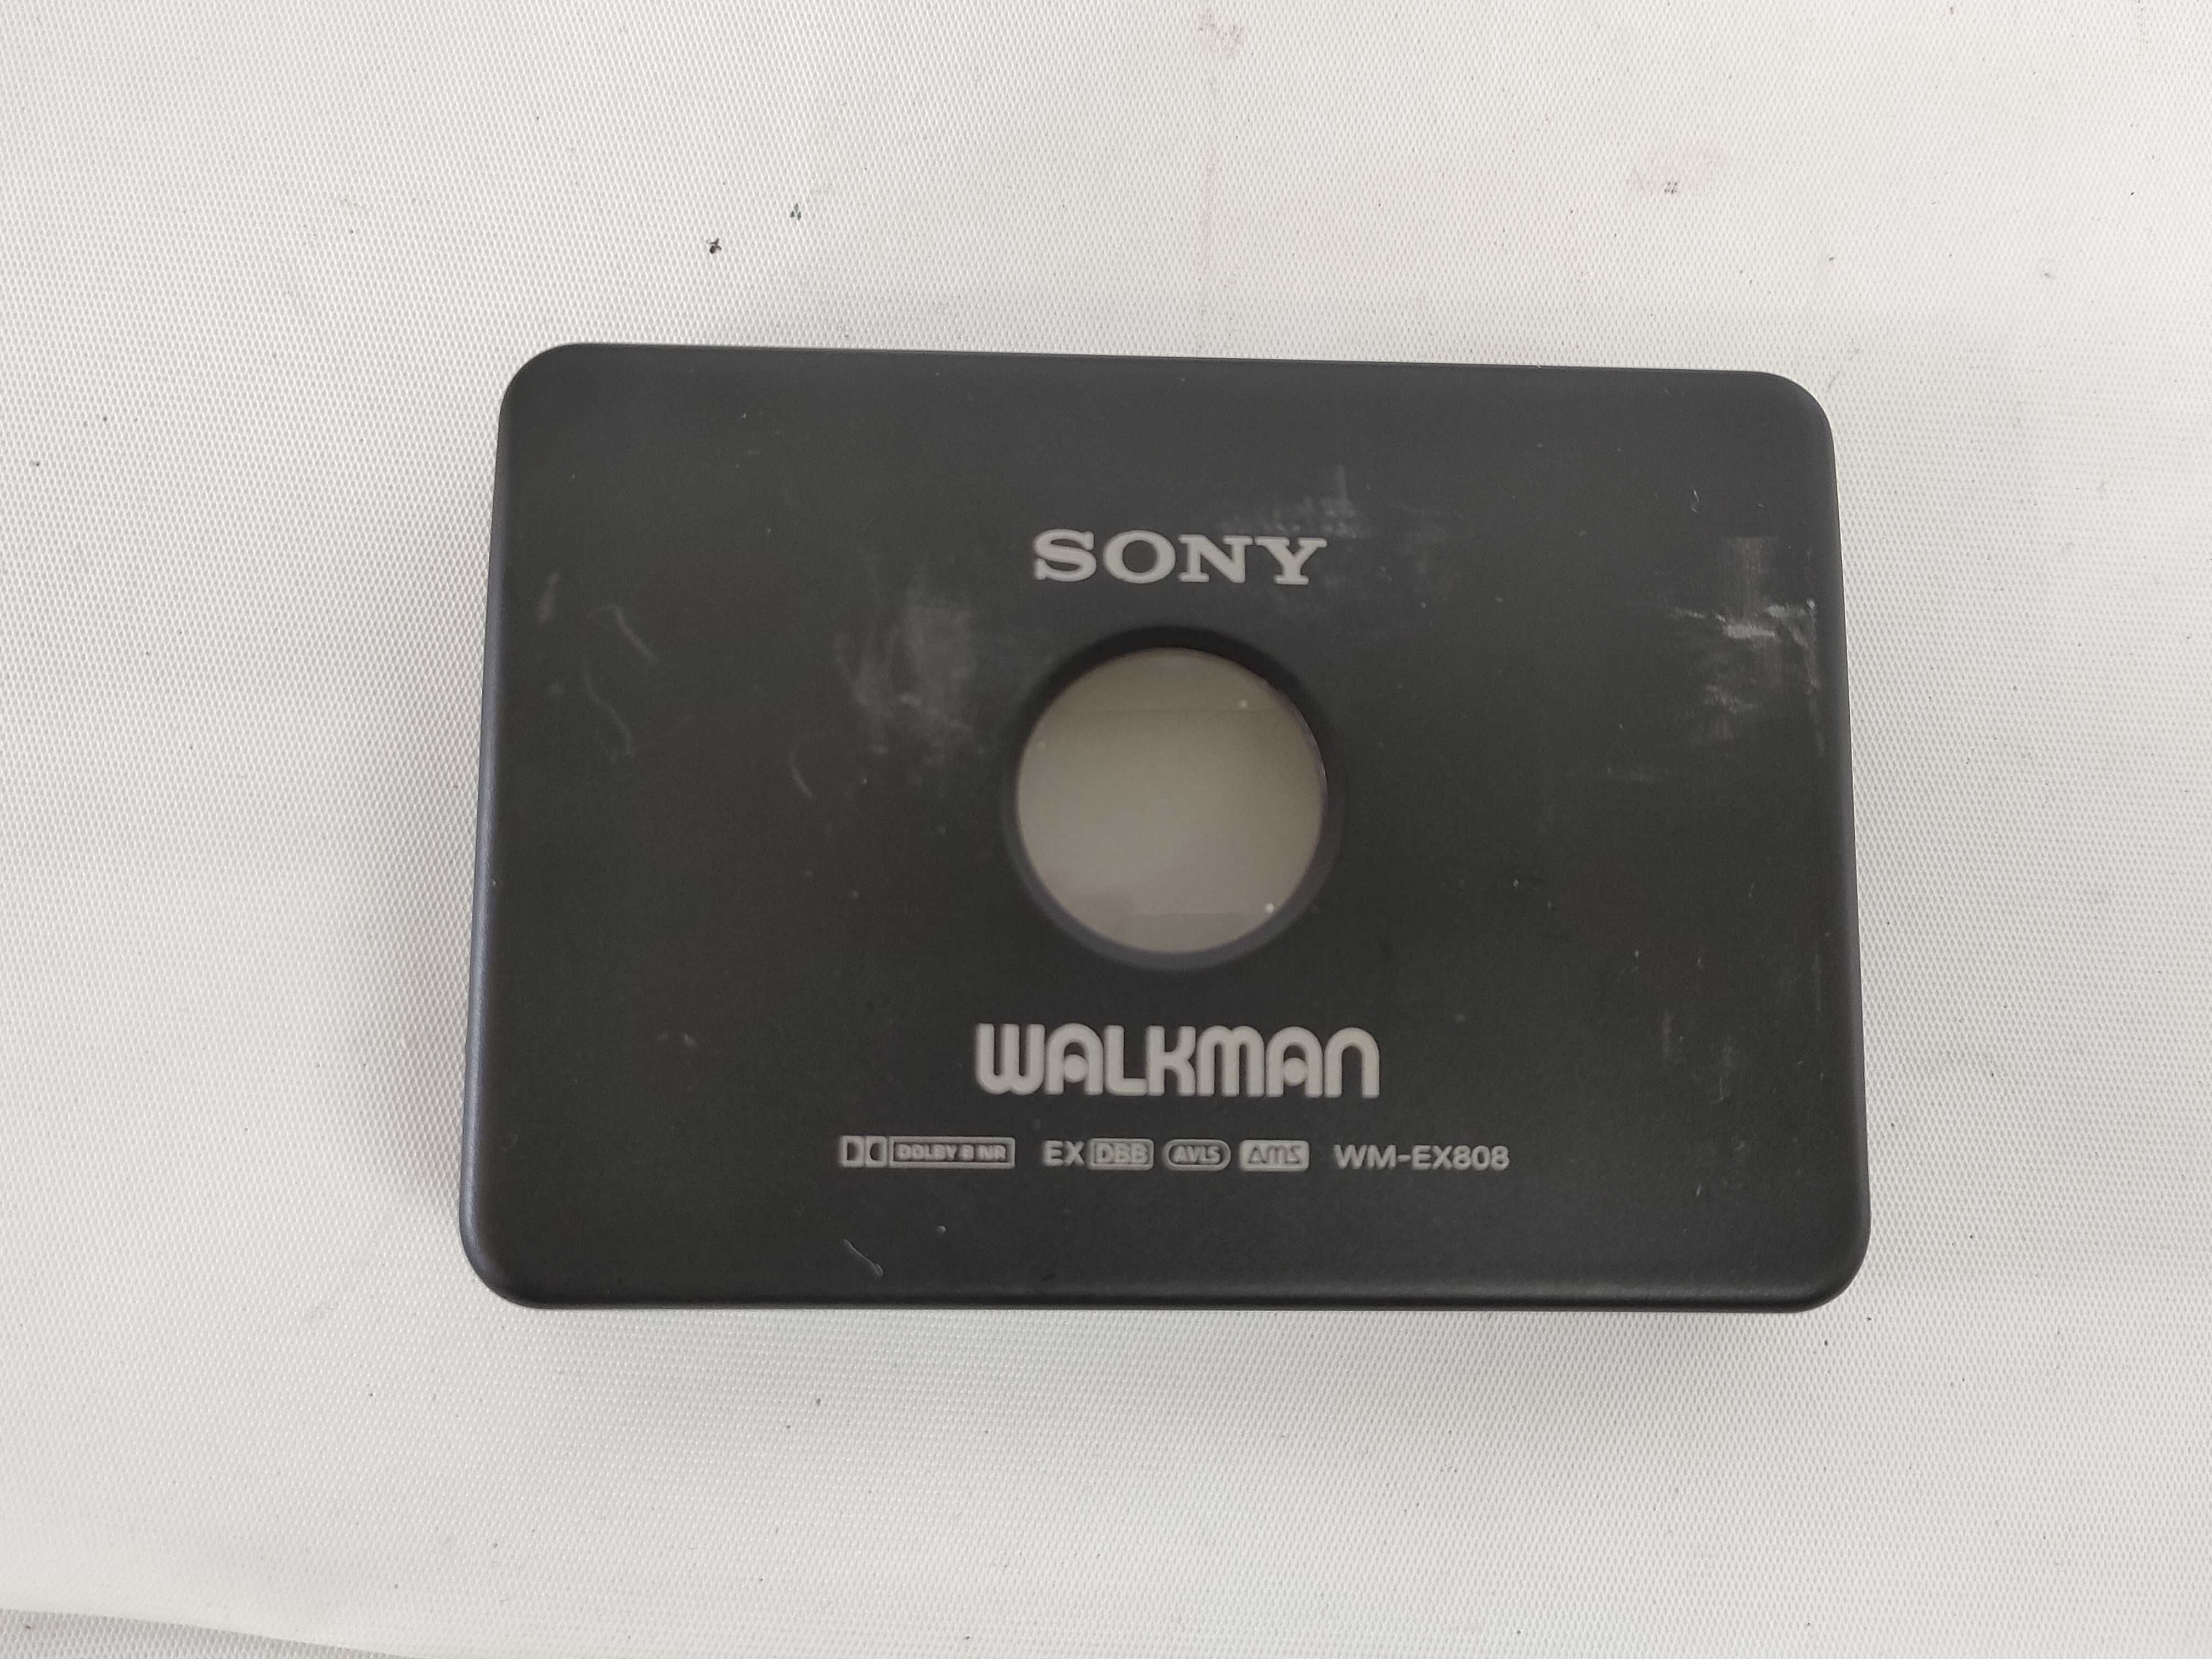 SONY
WALKMAN
DOLBY B NR EX DBB AVLS AMS WM-EX808